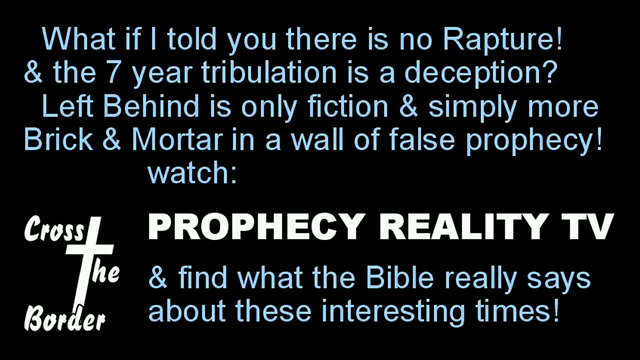 What if I told you there is no Rapture!
& the 7 year tribulation is a deception?
Left Behind is only fiction & simply more
Brick & Mortar in a wall of false prophecy!
watch:
Cross
the
Border
PROPHECY REALITY TV
& find what the Bible really says
about these interesting times!